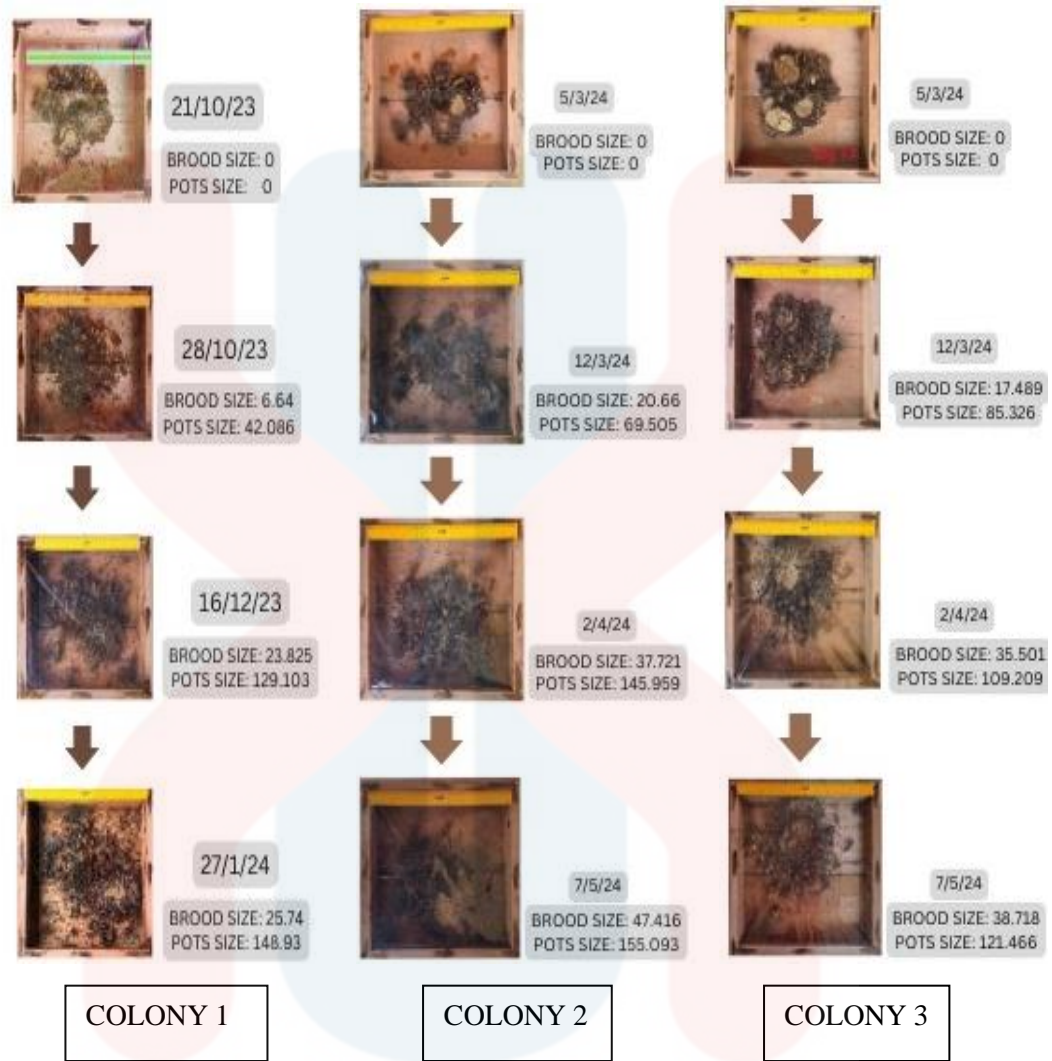 21/10/23
BROOD SIZE: 0
POTS SIZE: 0
28/10/23
BROOD SIZE: 6.64
POTS SIZE: 42.086
16/12/23
BROOD SIZE: 23.825
POTS SIZE: 129.103
27/1/24
BROOD SIZE: 25.74
POTS SIZE: 148.93
COLONY 1
5/3/24
BROOD SIZE: 0
POTS SIZE: 0
12/3/24
BROOD SIZE: 20.66
POTS SIZE: 69.505
2/4/24
BROOD SIZE: 37.721
POTS SIZE: 145.959
7/5/24
BROOD SIZE: 47.416
POTS SIZE: 155.093
COLONY 2
5/3/24
BROOD SIZE: 0
POTS SIZE: 0
12/3/24
BROOD SIZE: 17.489
POTS SIZE: 85.326
2/4/24
BROOD SIZE: 35.501
POTS SIZE: 109.209
7/5/24
BROOD SIZE: 38.718
POTS SIZE: 121.466
COLONY 3